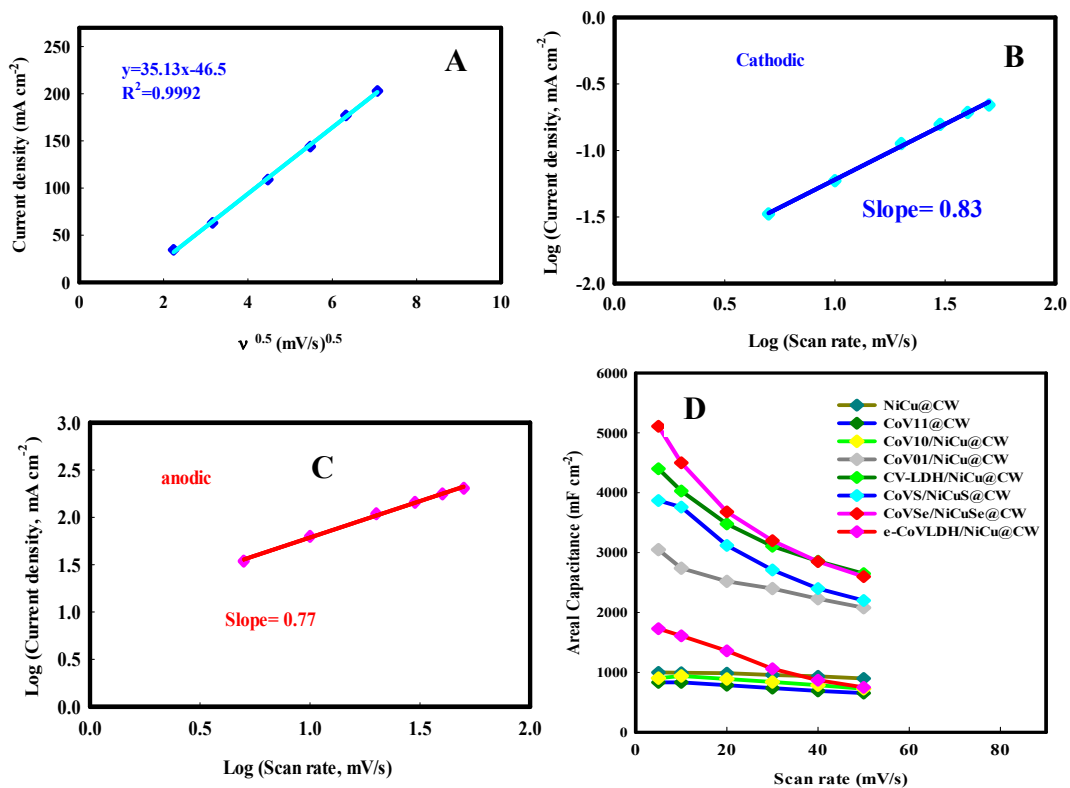 A
y=35.13x-46.5
R²=0.9992
Current density (mA cm⁻²)
250
200
150
100
50
0
0 2 4 6 8 10
ν ⁰·⁵ (mV/s)⁰·⁵
B
Cathodic
Slope= 0.83
Log (Current density, mA cm⁻²)
0.0
-0.5
-1.0
-1.5
-2.0
0.0 0.5 1.0 1.5 2.0
Log (Scan rate, mV/s)
C
anodic
Slope= 0.77
Log (Current density, mA cm⁻²)
3.0
2.5
2.0
1.5
1.0
0.5
0.0
0.0 0.5 1.0 1.5 2.0
Log (Scan rate, mV/s)
D
NiCu@CW
CoV11@CW
CoV10/NiCu@CW
CoV01/NiCu@CW
CV-LDH/NiCu@CW
CoVS/NiCuS@CW
CoVSe/NiCuSe@CW
e-CoVLDH/NiCu@CW
Areal Capacitance (mF cm⁻²)
6000
5000
4000
3000
2000
1000
0
0 20 40 60 80
Scan rate (mV/s)